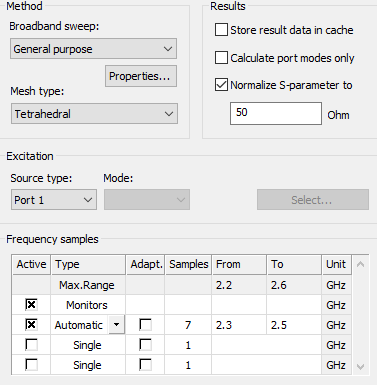 Method
Broadband sweep:
General purpose
Properties...
Mesh type:
Tetrahedral
Results
Store result data in cache
Calculate port modes only
Normalize S-parameter to
50 Ohm
Excitation
Source type: Mode:
Port 1 Select...
Frequency samples
Active Type Adapt. Samples From To Unit
Max.Range 2.2 2.6 GHz
Monitors GHz
Automatic 7 2.3 2.5 GHz
Single 1 GHz
Single 1 GHz